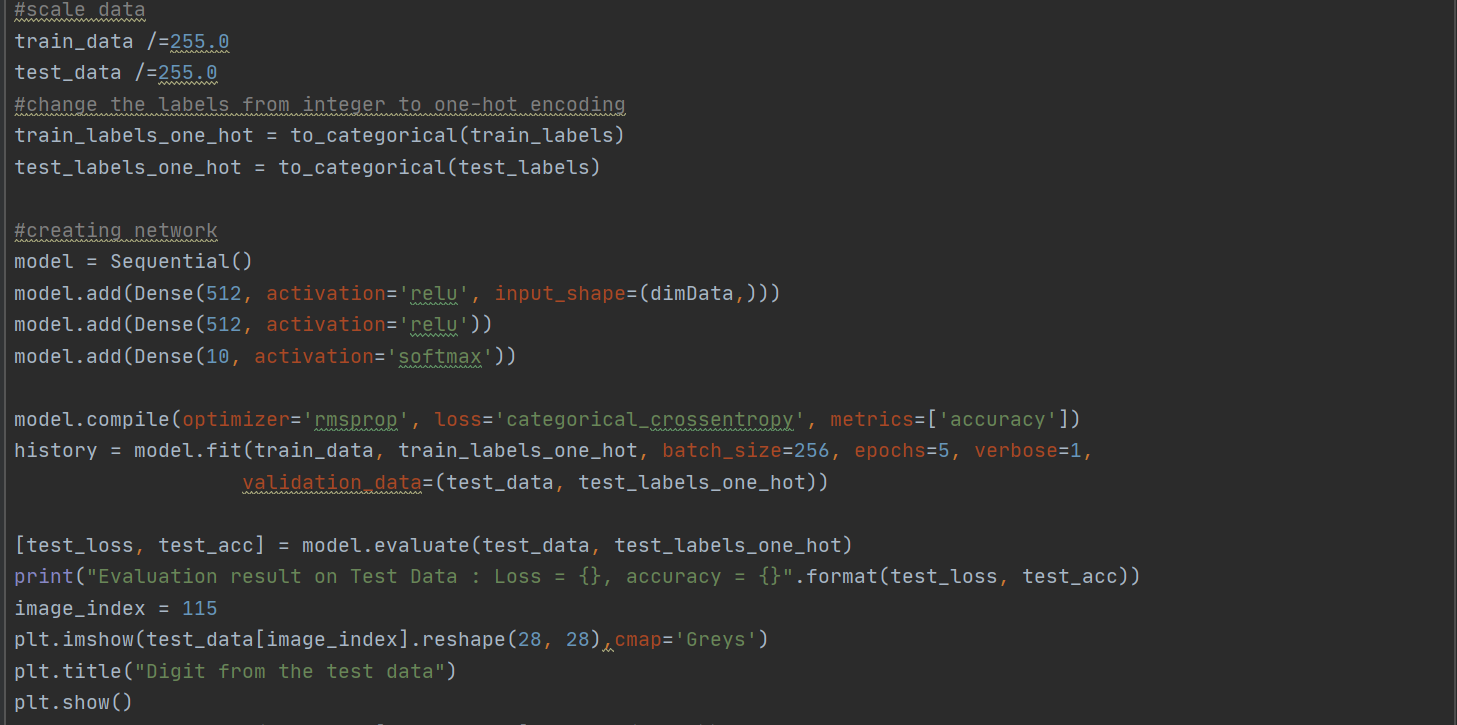 #scale data
train_data /=255.0
test_data /=255.0
#change the labels from integer to one-hot encoding
train_labels_one_hot = to_categorical(train_labels)
test_labels_one_hot = to_categorical(test_labels)
#creating network
model = Sequential()
model.add(Dense(512, activation='relu', input_shape=(dimData,)))
model.add(Dense(512, activation='relu'))
model.add(Dense(10, activation='softmax'))
model.compile(optimizer='rmsprop', loss='categorical_crossentropy', metrics=['accuracy'])
history = model.fit(train_data, train_labels_one_hot, batch_size=256, epochs=5, verbose=1,
validation_data=(test_data, test_labels_one_hot))
[test_loss, test_acc] = model.evaluate(test_data, test_labels_one_hot)
print("Evaluation result on Test Data : Loss = {}, accuracy = {}".format(test_loss, test_acc))
image_index = 115
plt.imshow(test_data[image_index].reshape(28, 28),cmap='Greys')
plt.title("Digit from the test data")
plt.show()